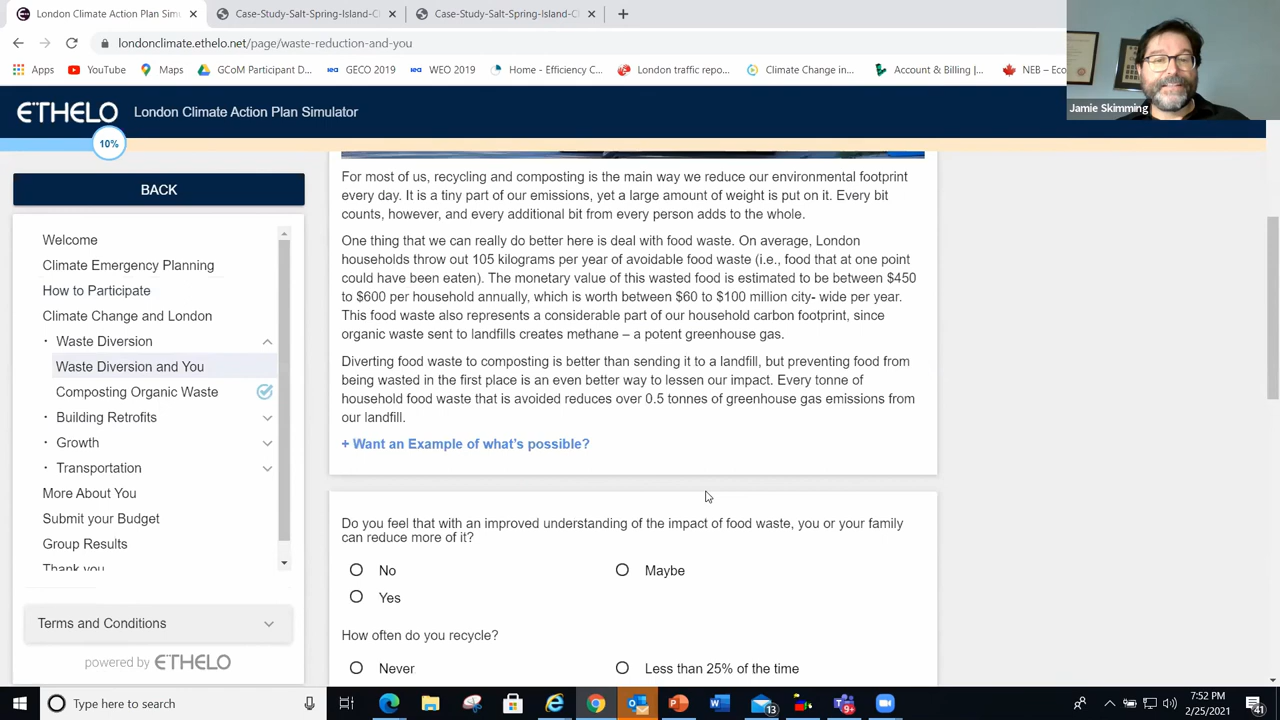 London Climate Action Plan Simu
Case-Study-Salt-Spring-Island-C
Case-Study-Salt-Spring-Island-C
londonclimate.ethelo.net/page/waste-reduction-and-you
Apps
YouTube
Maps
GCoM Participant D...
GECO 2019
WEO 2019
Home - Efficiency C...
London traffic repo...
Climate Change in...
Account & Billing |...
NEB – Eco
Jamie Skimming
ETHELO
London Climate Action Plan Simulator
10%
BACK
Welcome
Climate Emergency Planning
How to Participate
Climate Change and London
Waste Diversion
Waste Diversion and You
Composting Organic Waste
Building Retrofits
Growth
Transportation
More About You
Submit your Budget
Group Results
Thank you
Terms and Conditions
powered by ETHELO
For most of us, recycling and composting is the main way we reduce our environmental footprint
every day. It is a tiny part of our emissions, yet a large amount of weight is put on it. Every bit
counts, however, and every additional bit from every person adds to the whole.
One thing that we can really do better here is deal with food waste. On average, London
households throw out 105 kilograms per year of avoidable food waste (i.e., food that at one point
could have been eaten). The monetary value of this wasted food is estimated to be between $450
to $600 per household annually, which is worth between $60 to $100 million city- wide per year.
This food waste also represents a considerable part of our household carbon footprint, since
organic waste sent to landfills creates methane – a potent greenhouse gas.
Diverting food waste to composting is better than sending it to a landfill, but preventing food from
being wasted in the first place is an even better way to lessen our impact. Every tonne of
household food waste that is avoided reduces over 0.5 tonnes of greenhouse gas emissions from
our landfill.
+ Want an Example of what's possible?
Do you feel that with an improved understanding of the impact of food waste, you or your family
can reduce more of it?
No
Maybe
Yes
How often do you recycle?
Never
Less than 25% of the time
Type here to search
13
9+
7:52 PM
2/25/2021
41